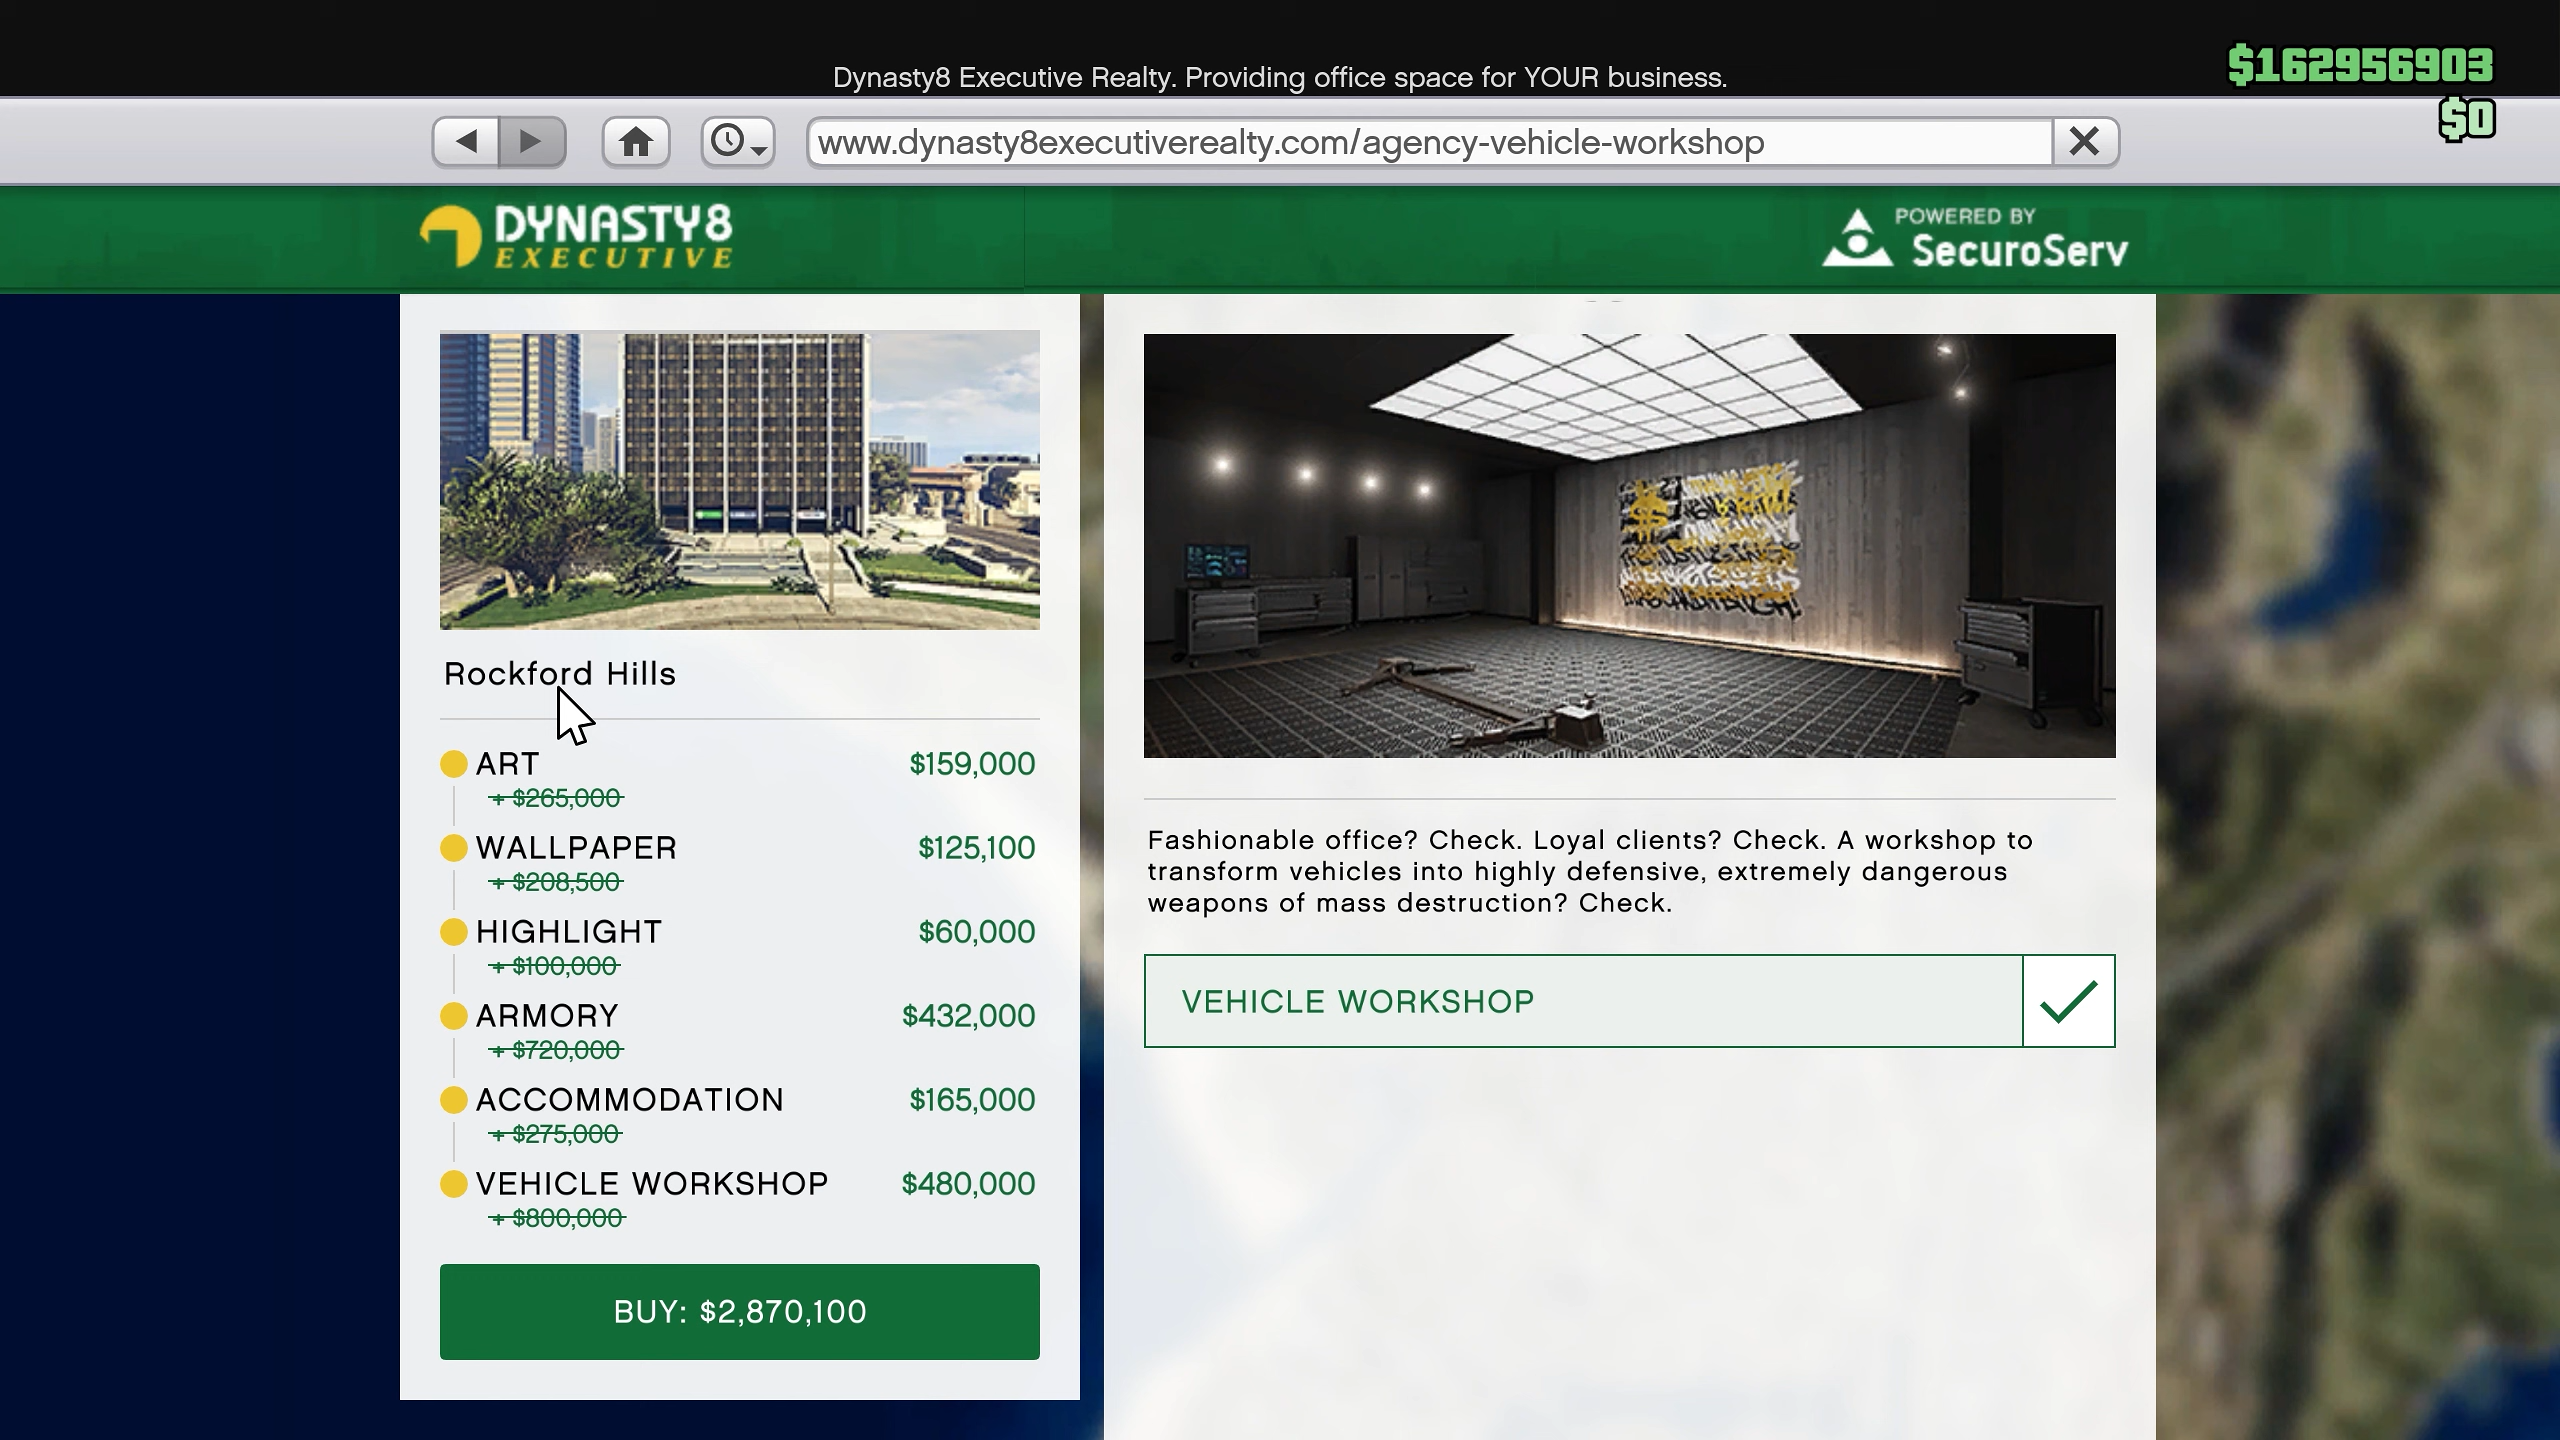 Dynasty8 Executive Realty. Providing office space for YOUR business.
$162956903
$0
www.dynasty8executiverealty.com/agency-vehicle-workshop
DYNASTY8
EXECUTIVE
POWERED BY
SecuroServ
Rockford Hills
ART $159,000
+ $265,000
WALLPAPER $125,100
+ $208,500
HIGHLIGHT $60,000
+ $100,000
ARMORY $432,000
+ $720,000
ACCOMMODATION $165,000
+ $275,000
VEHICLE WORKSHOP $480,000
+ $800,000
BUY: $2,870,100
Fashionable office? Check. Loyal clients? Check. A workshop to
transform vehicles into highly defensive, extremely dangerous
weapons of mass destruction? Check.
VEHICLE WORKSHOP